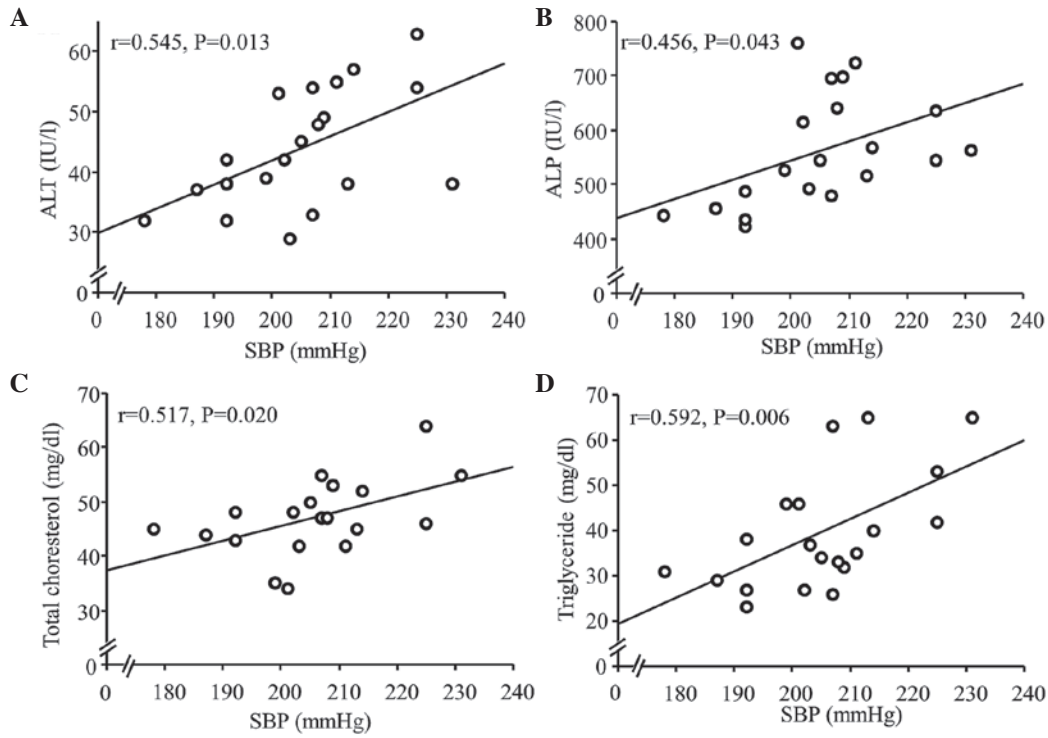 A
r=0.545, P=0.013
ALT (IU/l)
60
50
40
30
0
0 180 190 200 210 220 230 240
SBP (mmHg)
B
r=0.456, P=0.043
ALP (IU/l)
800
700
600
500
400
0
0 180 190 200 210 220 230 240
SBP (mmHg)
C
r=0.517, P=0.020
Total choresterol (mg/dl)
70
60
50
40
30
0
0 180 190 200 210 220 230 240
SBP (mmHg)
D
r=0.592, P=0.006
Triglyceride (mg/dl)
70
60
50
40
30
20
0
0 180 190 200 210 220 230 240
SBP (mmHg)